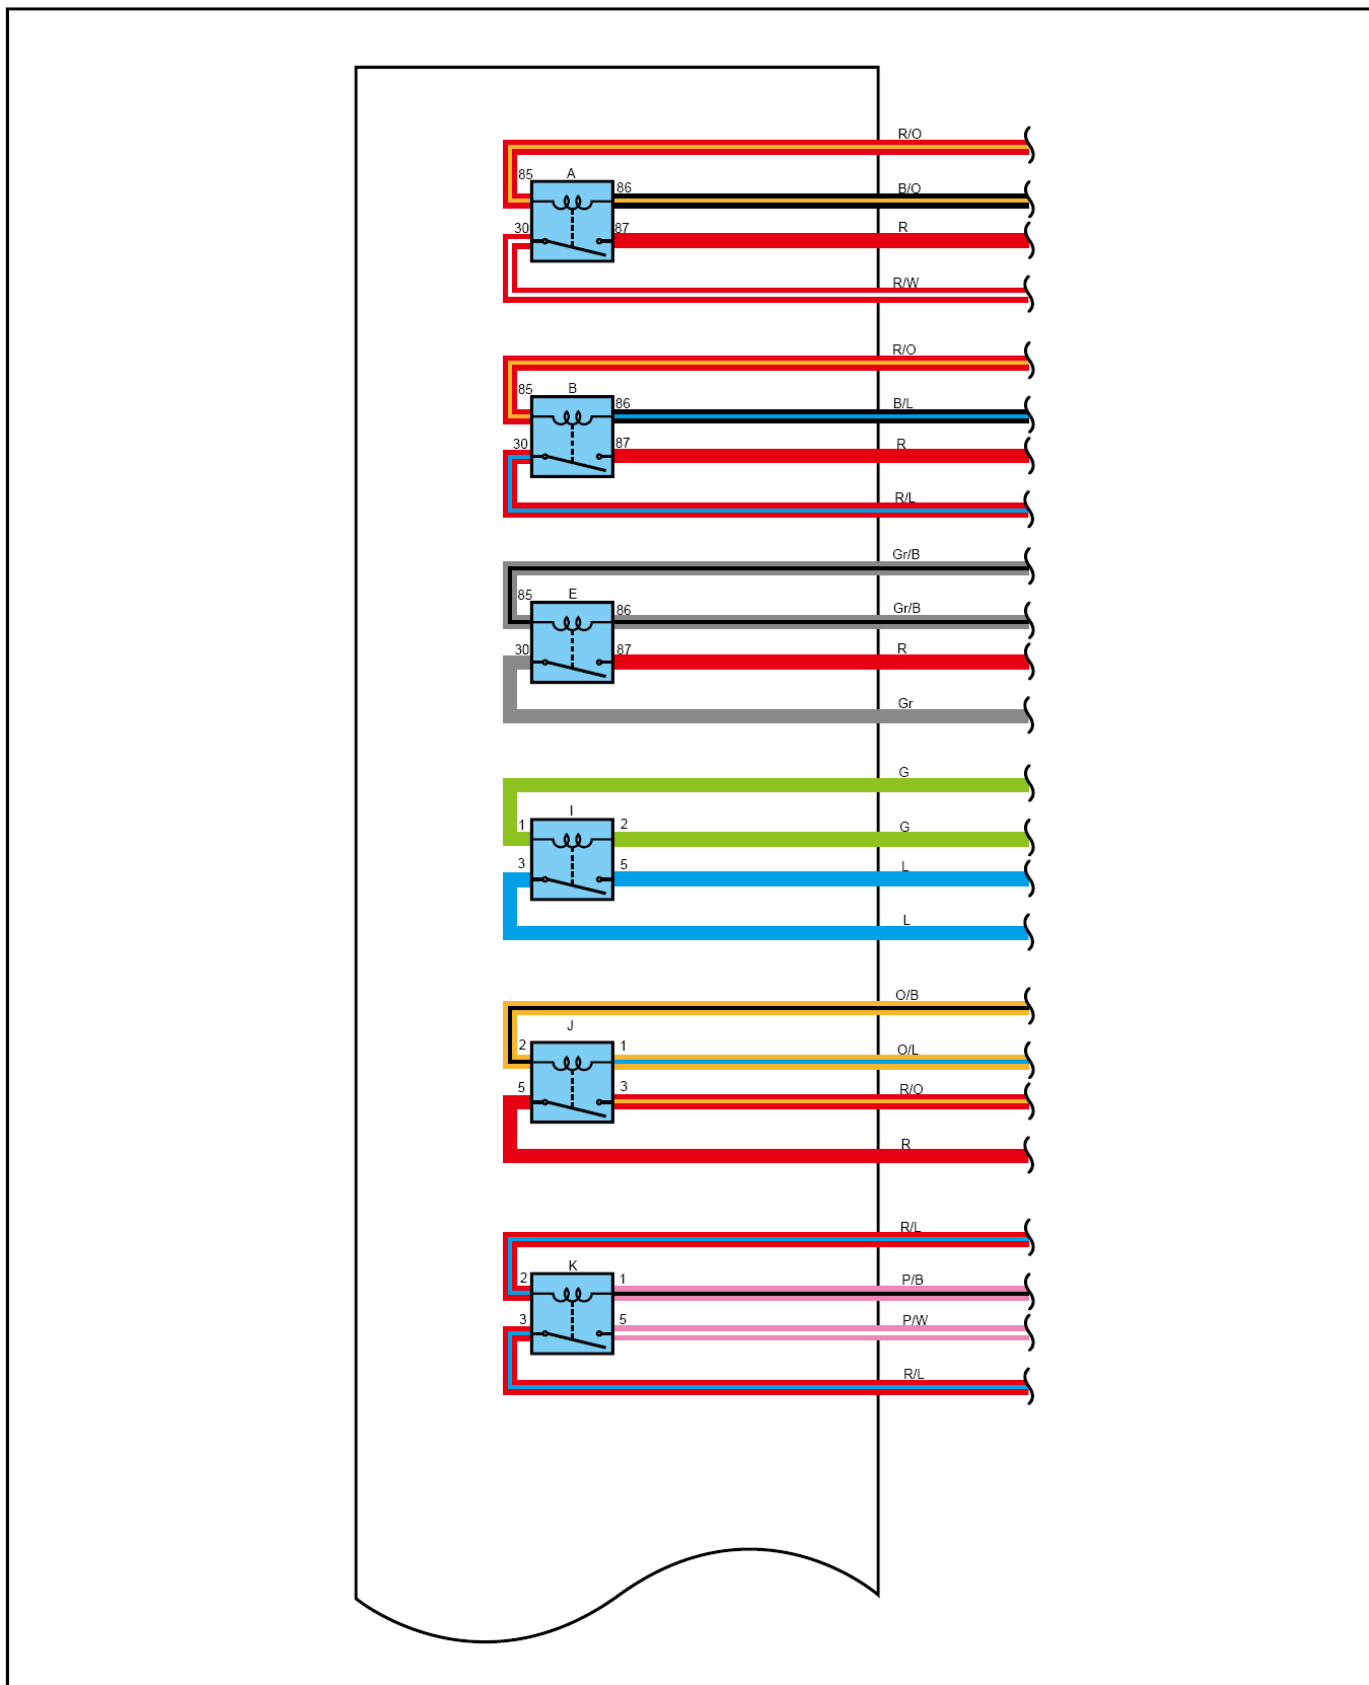 R/O
85 A 86 B/O
30 87 R
R/W
R/O
85 B 86 B/L
30 87 R
R/L
Gr/B
85 E 86 Gr/B
30 87 R
Gr
G
1 I 2 G
3 5 L
L
O/B
J
2 1 O/L
5 3 R/O
R
R/L
K
2 1 P/B
3 5 P/W
R/L